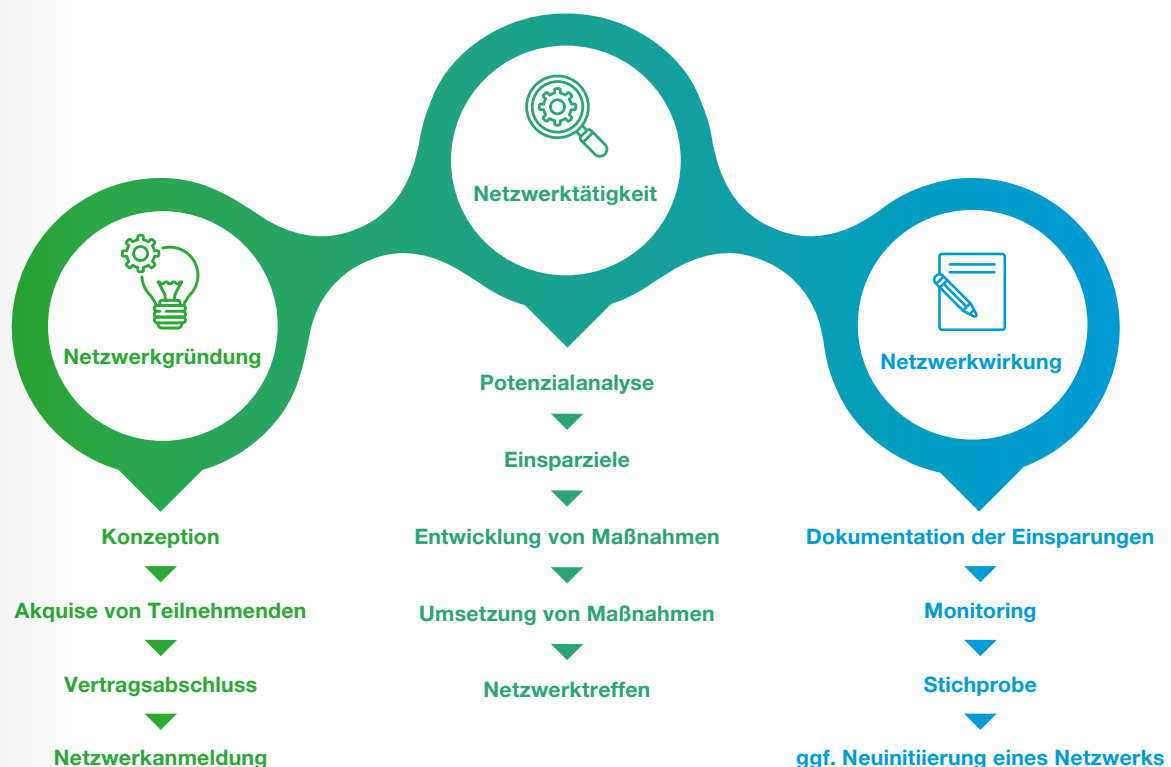 Netzwerkgründung
Konzeption
Akquise von Teilnehmenden
Vertragsabschluss
Netzwerkanmeldung
Netzwerktätigkeit
Potenzialanalyse
Einsparziele
Entwicklung von Maßnahmen
Umsetzung von Maßnahmen
Netzwerktreffen
Netzwerkwirkung
Dokumentation der Einsparungen
Monitoring
Stichprobe
ggf. Neuinitiierung eines Netzwerks